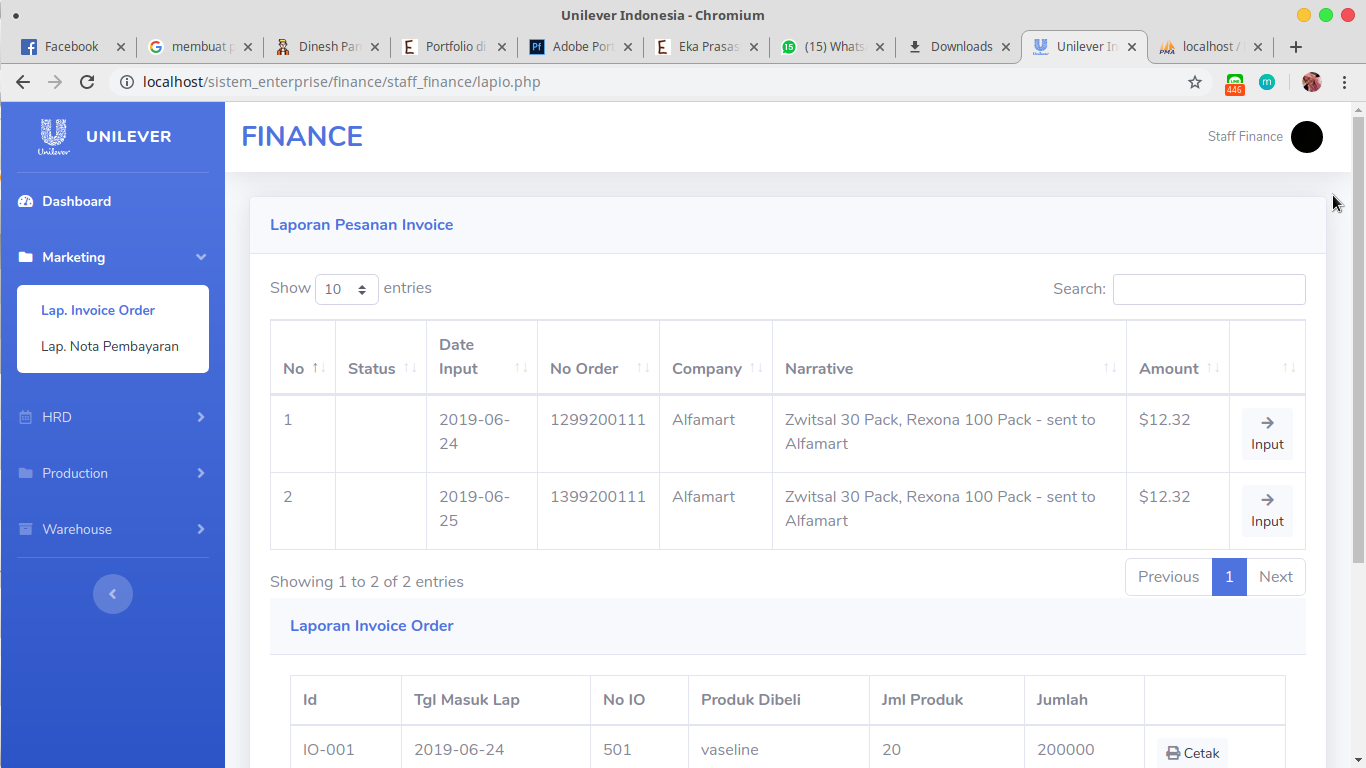 Unilever Indonesia - Chromium
Facebook
membuat p
Dinesh Pan
Portfolio di
Adobe Port
Eka Prasas
(15) Whats
Downloads
Unilever In
localhost /
localhost/sistem_enterprise/finance/staff_finance/lapio.php
446
m
Unilever
UNILEVER
FINANCE
Staff Finance
Dashboard
Marketing
Lap. Invoice Order
Lap. Nota Pembayaran
HRD
Production
Warehouse
Laporan Pesanan Invoice
Show 10 entries
Search:
No Status Date Input No Order Company Narrative Amount
1 2019-06-24 1299200111 Alfamart Zwitsal 30 Pack, Rexona 100 Pack - sent to Alfamart $12.32 Input
2 2019-06-25 1399200111 Alfamart Zwitsal 30 Pack, Rexona 100 Pack - sent to Alfamart $12.32 Input
Showing 1 to 2 of 2 entries
Previous 1 Next
Laporan Invoice Order
Id Tgl Masuk Lap No IO Produk Dibeli Jml Produk Jumlah
IO-001 2019-06-24 501 vaseline 20 200000 Cetak